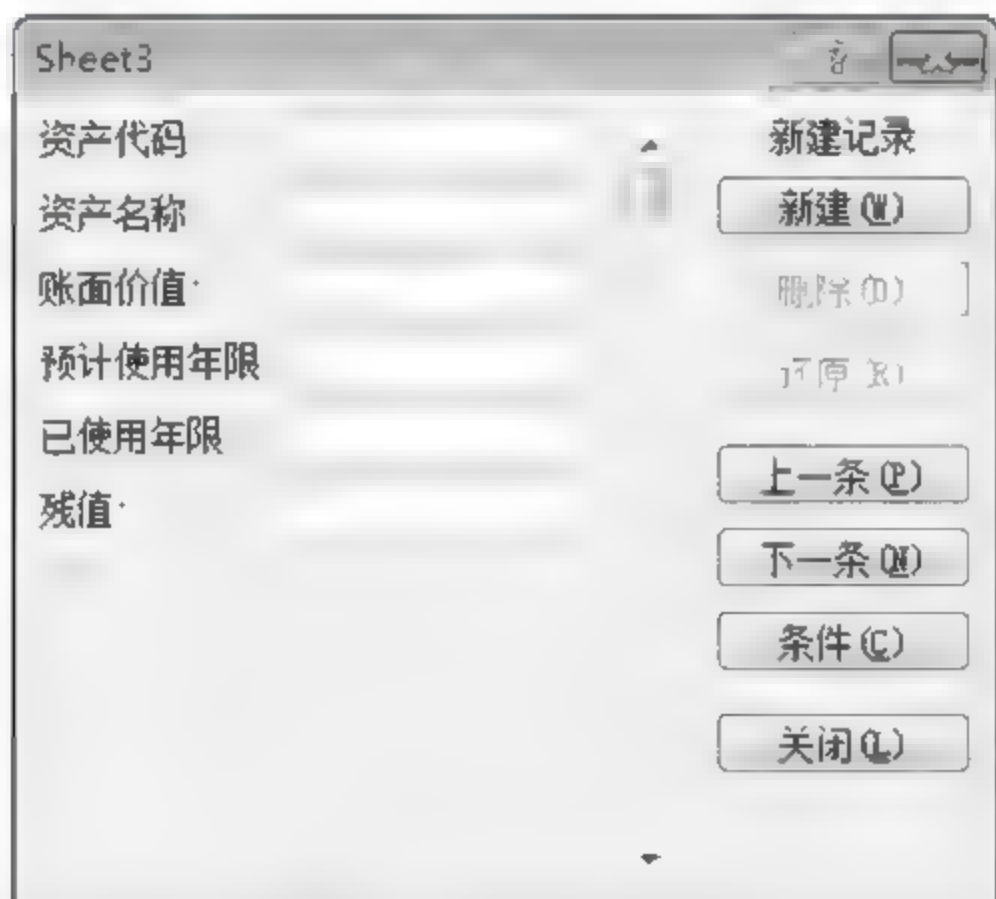 Sheet3
资产代码
资产名称
账面价值
预计使用年限
已使用年限
残值
新建记录
新建(W)
删除(D)
还原(R)
上一条(P)
下一条(N)
条件(C)
关闭(L)